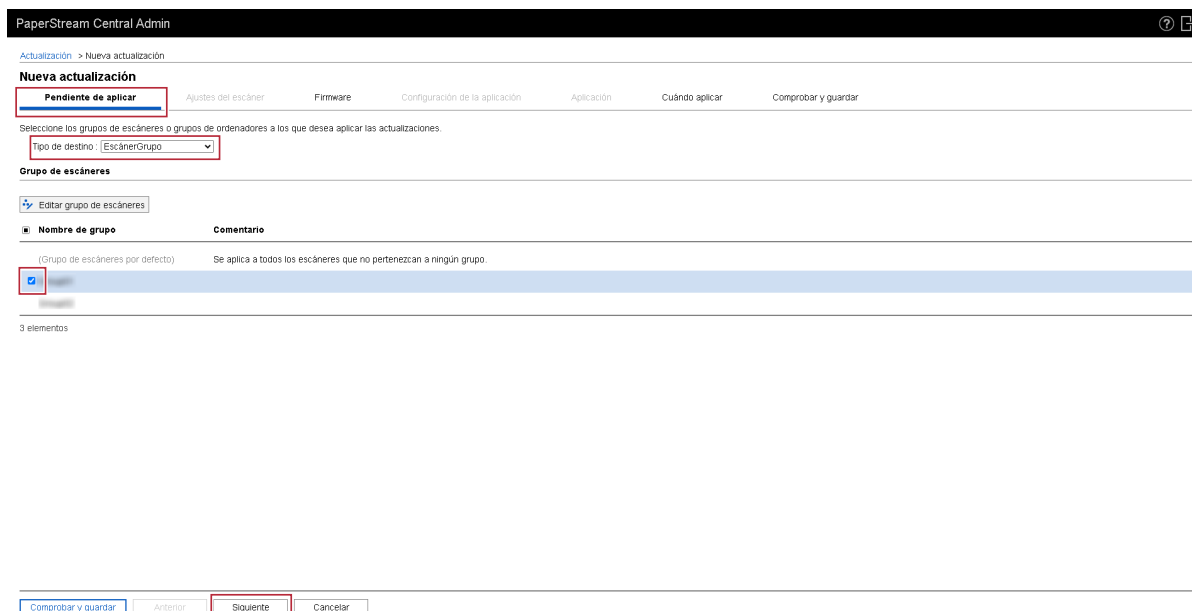 PaperStream Central Admin
Actualización > Nueva actualización
Nueva actualización
Pendiente de aplicar Ajustes del escáner Firmware Configuración de la aplicación Aplicación Cuándo aplicar Comprobar y guardar
Seleccione los grupos de escáneres o grupos de ordenadores a los que desea aplicar las actualizaciones.
Tipo de destino : EscánerGrupo
Grupo de escáneres
Editar grupo de escáneres
Nombre de grupo Comentario
(Grupo de escáneres por defecto) Se aplica a todos los escáneres que no pertenezcan a ningún grupo.
3 elementos
Comprobar y guardar Anterior Siguiente Cancelar